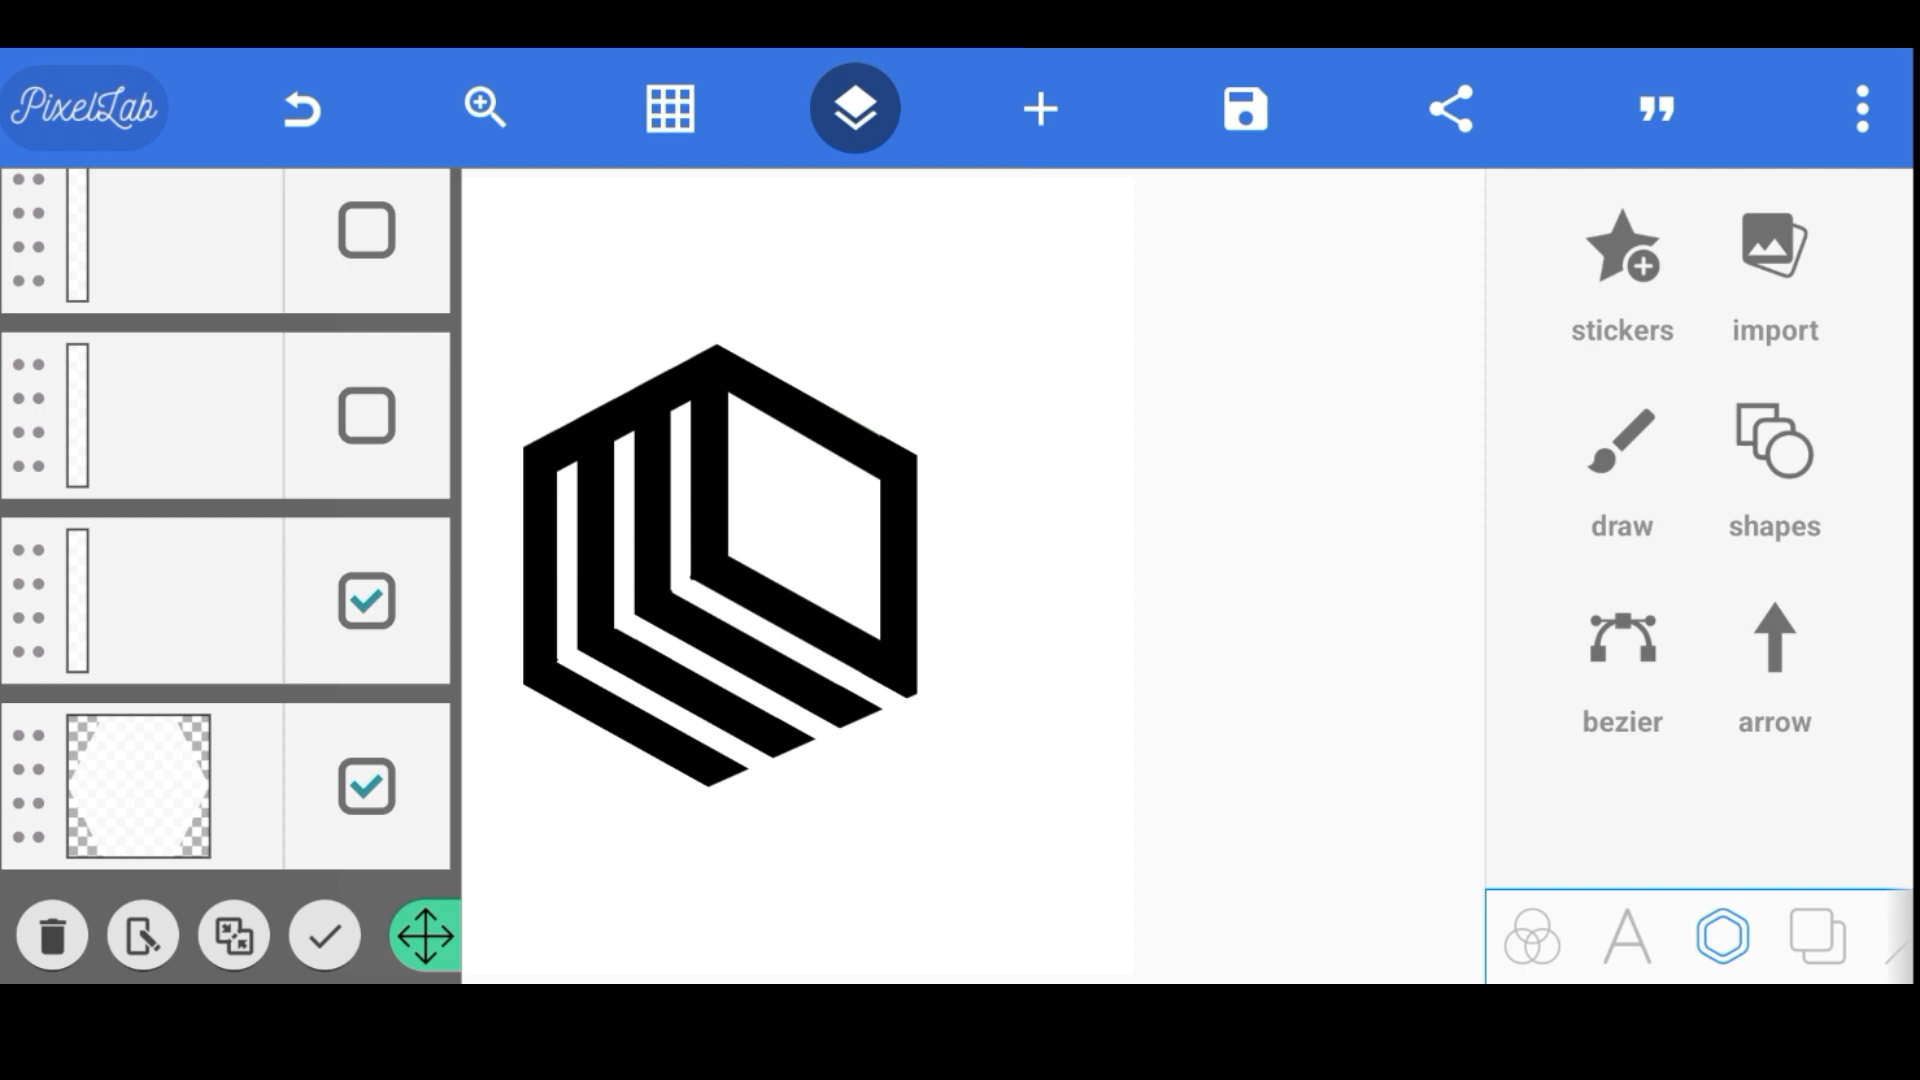 PixelLab
stickers
import
draw
shapes
bezier
arrow